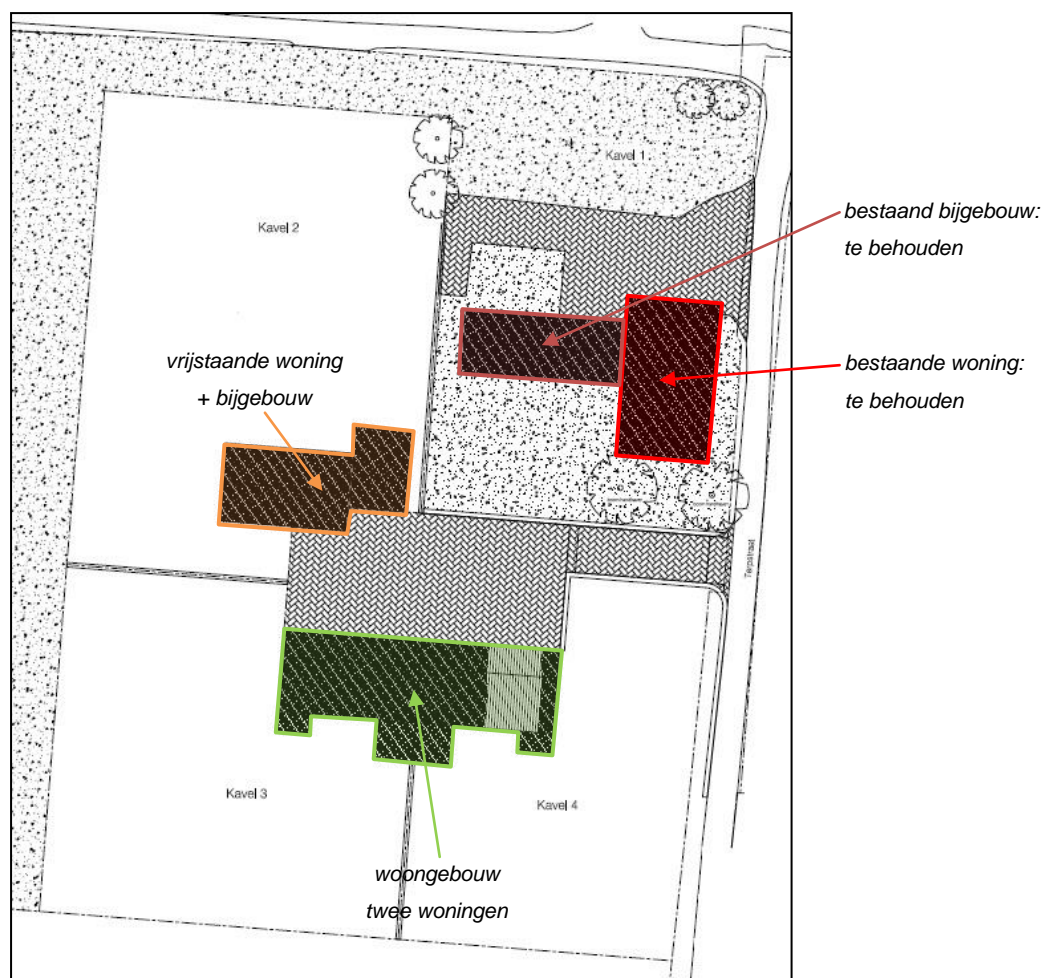 Kavel 1
bestaand bijgebouw:
te behouden
Kavel 2
vrijstaande woning
+ bijgebouw
bestaande woning:
te behouden
Terpstraat
Kavel 3
Kavel 4
woongebouw
twee woningen